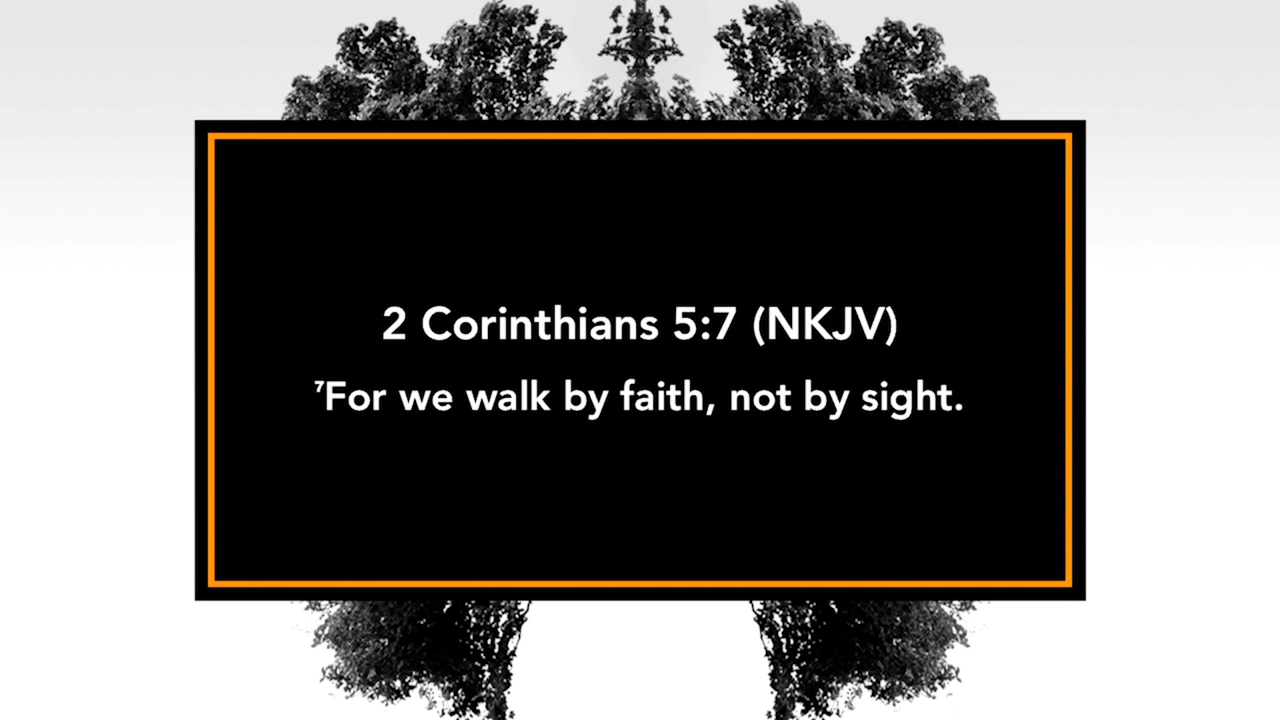 2 Corinthians 5:7 (NKJV)
⁷For we walk by faith, not by sight.